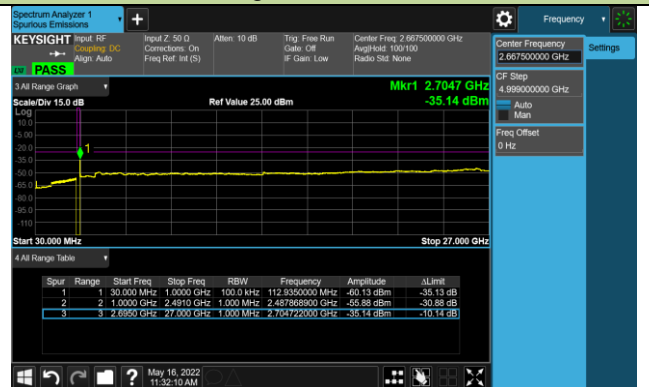 Spectrum Analyzer 1
Spurious Emissions
Frequency
KEYSIGHT
Input: RF
Coupling: DC
Align: Auto
Input Z: 50 Ω
Corrections: On
Freq Ref: Int (S)
Atten: 10 dB
Trig: Free Run
Gate: Off
IF Gain: Low
Center Freq: 2.667500000 GHz
Avg|Hold: 100/100
Radio Std: None
PASS
Center Frequency
2.667500000 GHz
Settings
CF Step
4.999000000 GHz
Auto
Man
Freq Offset
0 Hz
3 All Range Graph
Mkr1 2.7047 GHz
Scale/Div 15.0 dB
Ref Value 25.00 dBm
-35.14 dBm
Log
10.0
-5.00
-20.0
-35.0
-50.0
-65.0
-80.0
-95.0
-110
1
Start 30.000 MHz
Stop 27.000 GHz
4 All Range Table
Spur Range Start Freq Stop Freq RBW Frequency Amplitude ΔLimit
1 1 30.000 MHz 1.0000 GHz 100.0 kHz 112.9350000 MHz -60.13 dBm -35.13 dB
2 2 1.0000 GHz 2.4910 GHz 1.000 MHz 2.487868900 GHz -55.88 dBm -30.88 dB
3 3 2.6950 GHz 27.000 GHz 1.000 MHz 2.704722000 GHz -35.14 dBm -10.14 dB
?
May 16, 2022
11:32:10 AM